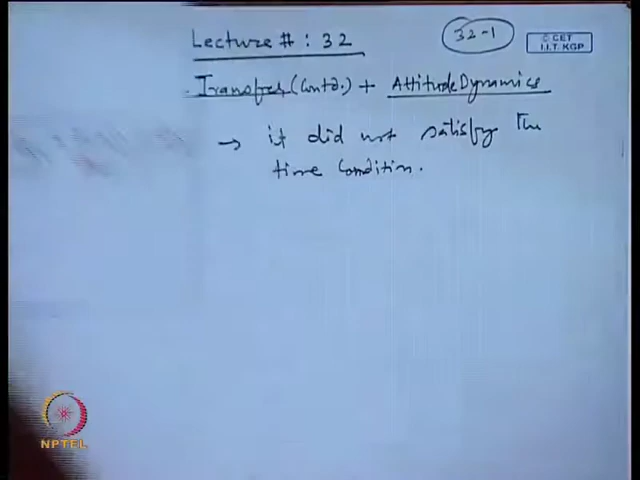 Lecture # : 32
32-1
© CET
I.I.T. KGP
Transfer (Contd.) + Attitude Dynamics
→ it did not satisfy the
time Condition.
NPTEL